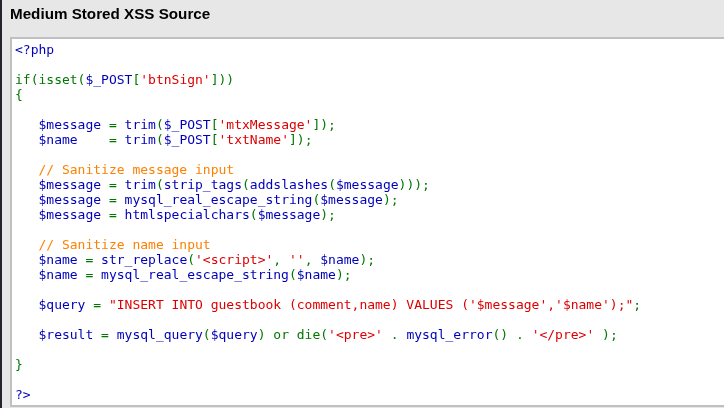 Medium Stored XSS Source
<?php
if(isset($_POST['btnSign']))
{
$message = trim($_POST['mtxMessage']);
$name    = trim($_POST['txtName']);
// Sanitize message input
$message = trim(strip_tags(addslashes($message)));
$message = mysql_real_escape_string($message);
$message = htmlspecialchars($message);
// Sanitize name input
$name = str_replace('<script>', '', $name);
$name = mysql_real_escape_string($name);
$query = "INSERT INTO guestbook (comment,name) VALUES ('$message','$name');";
$result = mysql_query($query) or die('<pre>' . mysql_error() . '</pre>' );
}
?>